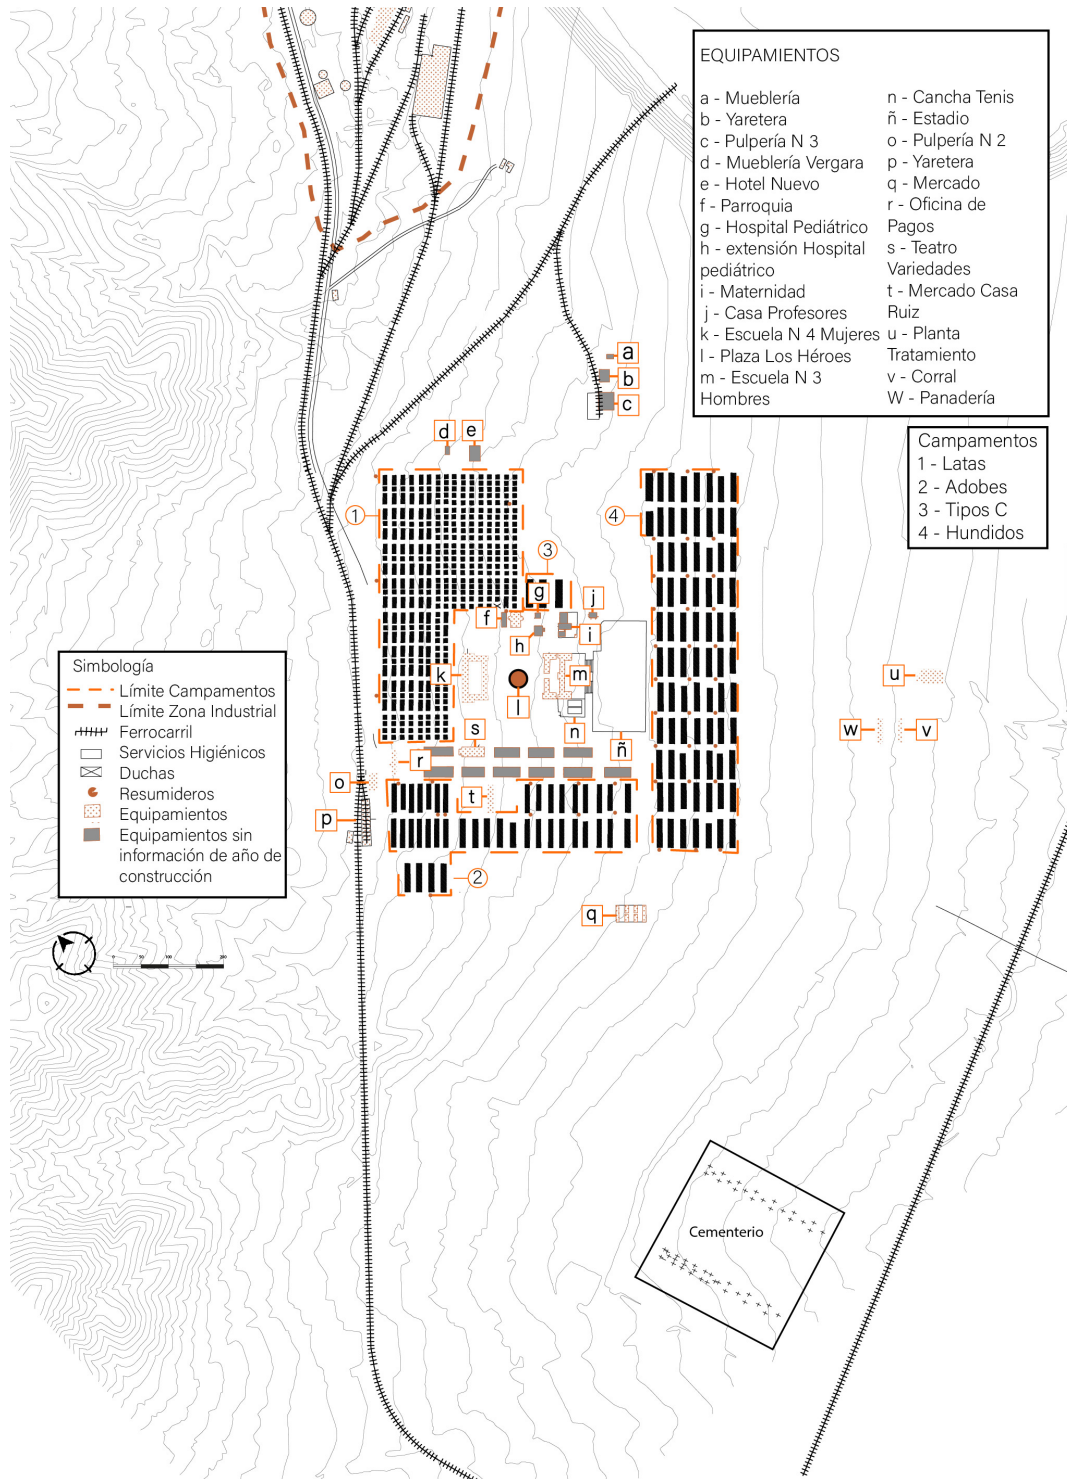 EQUIPAMIENTOS
a - Mueblería
b - Yaretera
c - Pulpería N 3
d - Mueblería Vergara
e - Hotel Nuevo
f - Parroquia
g - Hospital Pediátrico
h - extensión Hospital
pediátrico
i - Maternidad
j - Casa Profesores
k - Escuela N 4 Mujeres
l - Plaza Los Héroes
m - Escuela N 3
Hombres
n - Cancha Tenis
ñ - Estadio
o - Pulpería N 2
p - Yaretera
q - Mercado
r - Oficina de
Pagos
s - Teatro
Variedades
t - Mercado Casa
Ruiz
u - Planta
Tratamiento
v - Corral
W - Panadería
Campamentos
1 - Latas
2 - Adobes
3 - Tipos C
4 - Hundidos
a
b
c
d
e
1
4
3
g
f
j
i
h
k
m
l
n
ñ
s
r
o
t
p
2
q
u
w
v
Simbología
Límite Campamentos
Límite Zona Industrial
Ferrocarril
Servicios Higiénicos
Duchas
Resumideros
Equipamientos
Equipamientos sin
información de año de
construcción
0 50 100 200
Cementerio